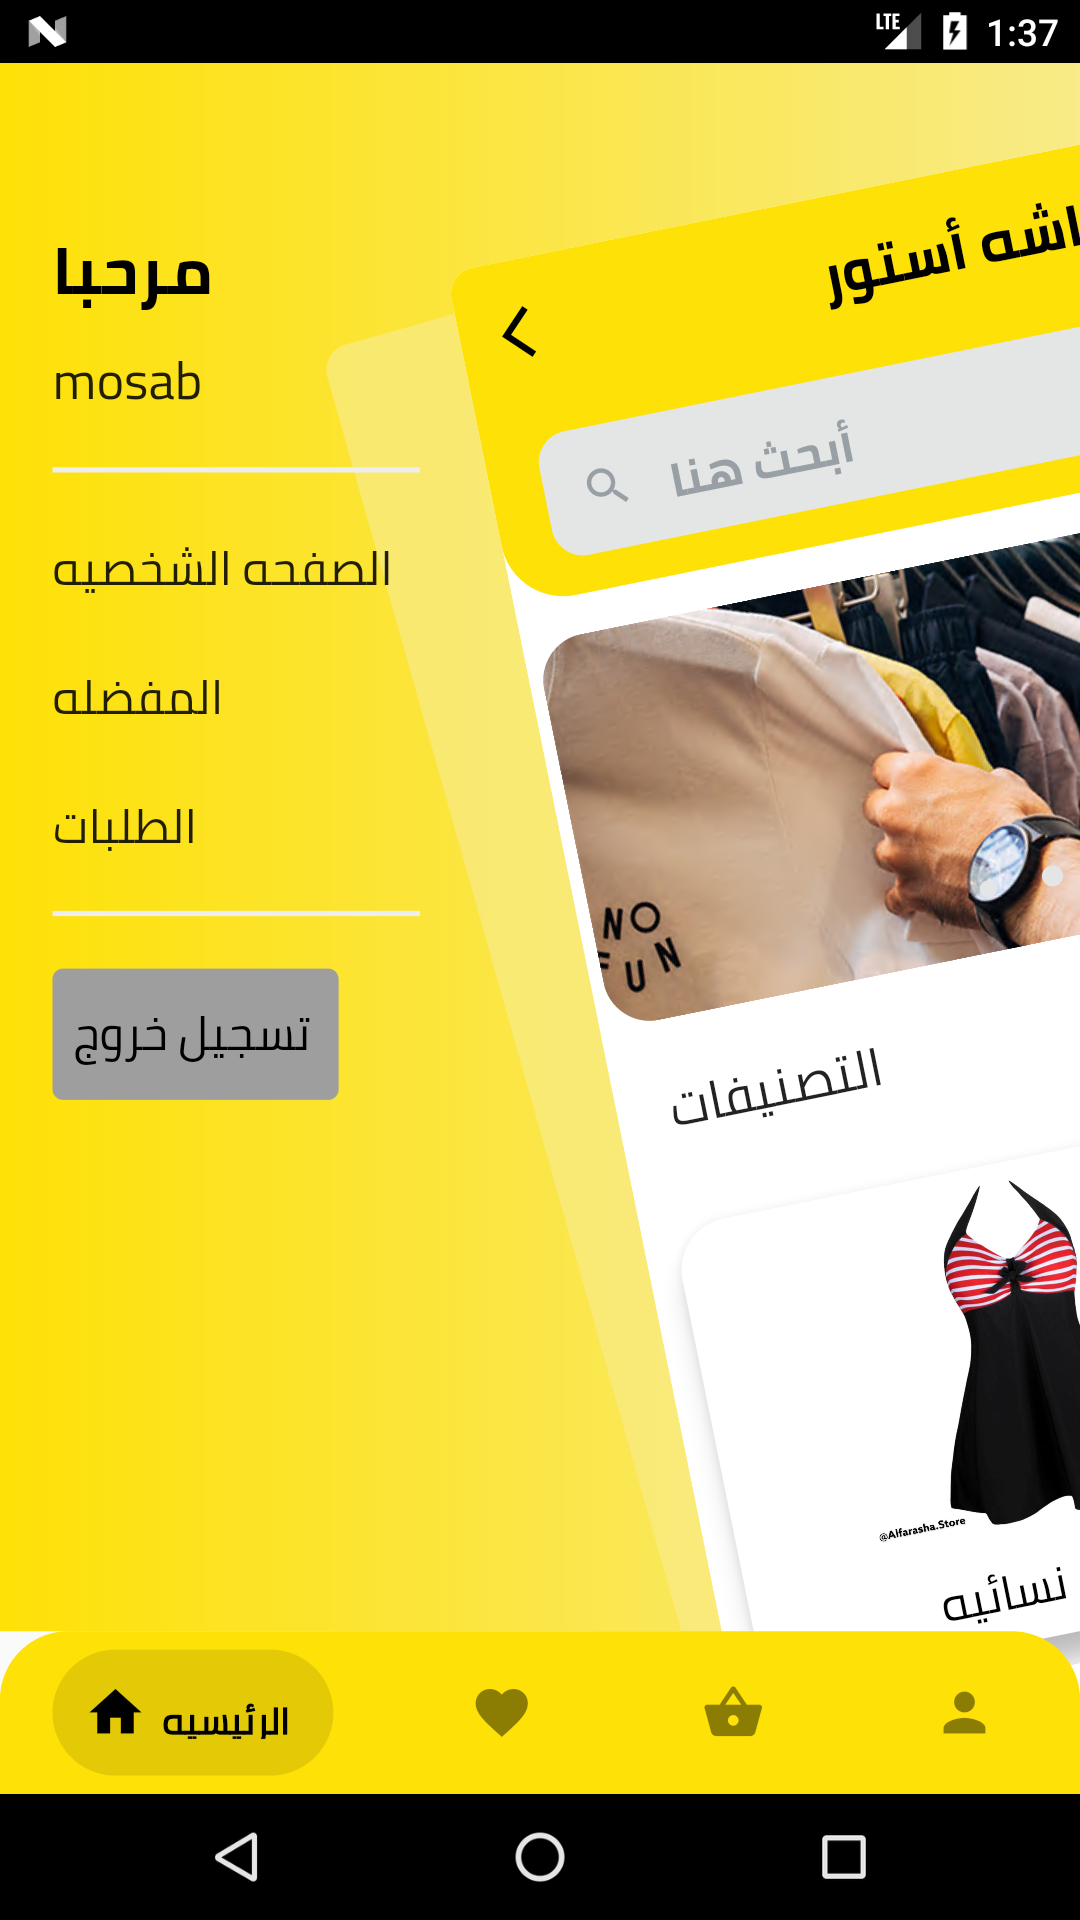 LTE 1:37
مرحبا
mosab
الصفحه الشخصيه
المفضله
الطلبات
تسجيل خروج
اشه أستور
أبحث هنا
NO
FUN
التصنيفات
@Alfarasha.Store
نسائيه
الرئيسيه